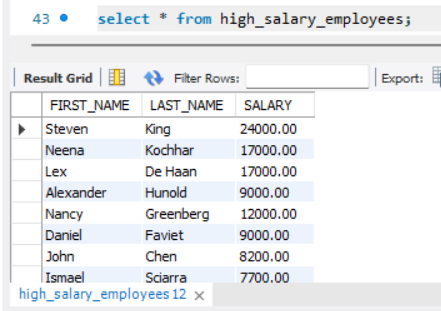 43 select * from high_salary_employees;
Result Grid Filter Rows: Export:
FIRST_NAME LAST_NAME SALARY
Steven King 24000.00
Neena Kochhar 17000.00
Lex De Haan 17000.00
Alexander Hunold 9000.00
Nancy Greenberg 12000.00
Daniel Faviet 9000.00
John Chen 8200.00
Ismael Sciarra 7700.00
high_salary_employees 12